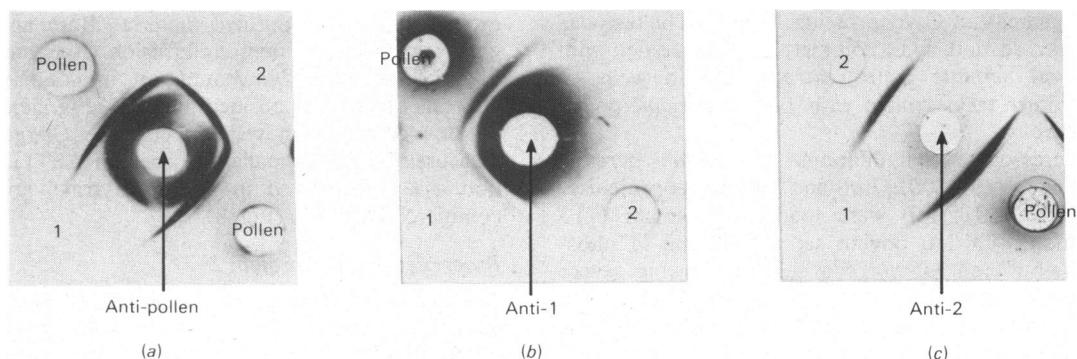 Pollen
2
1
Pollen
Anti-pollen
(a)
Pollen
1
2
Anti-1
(b)
2
1
Pollen
Anti-2
(c)